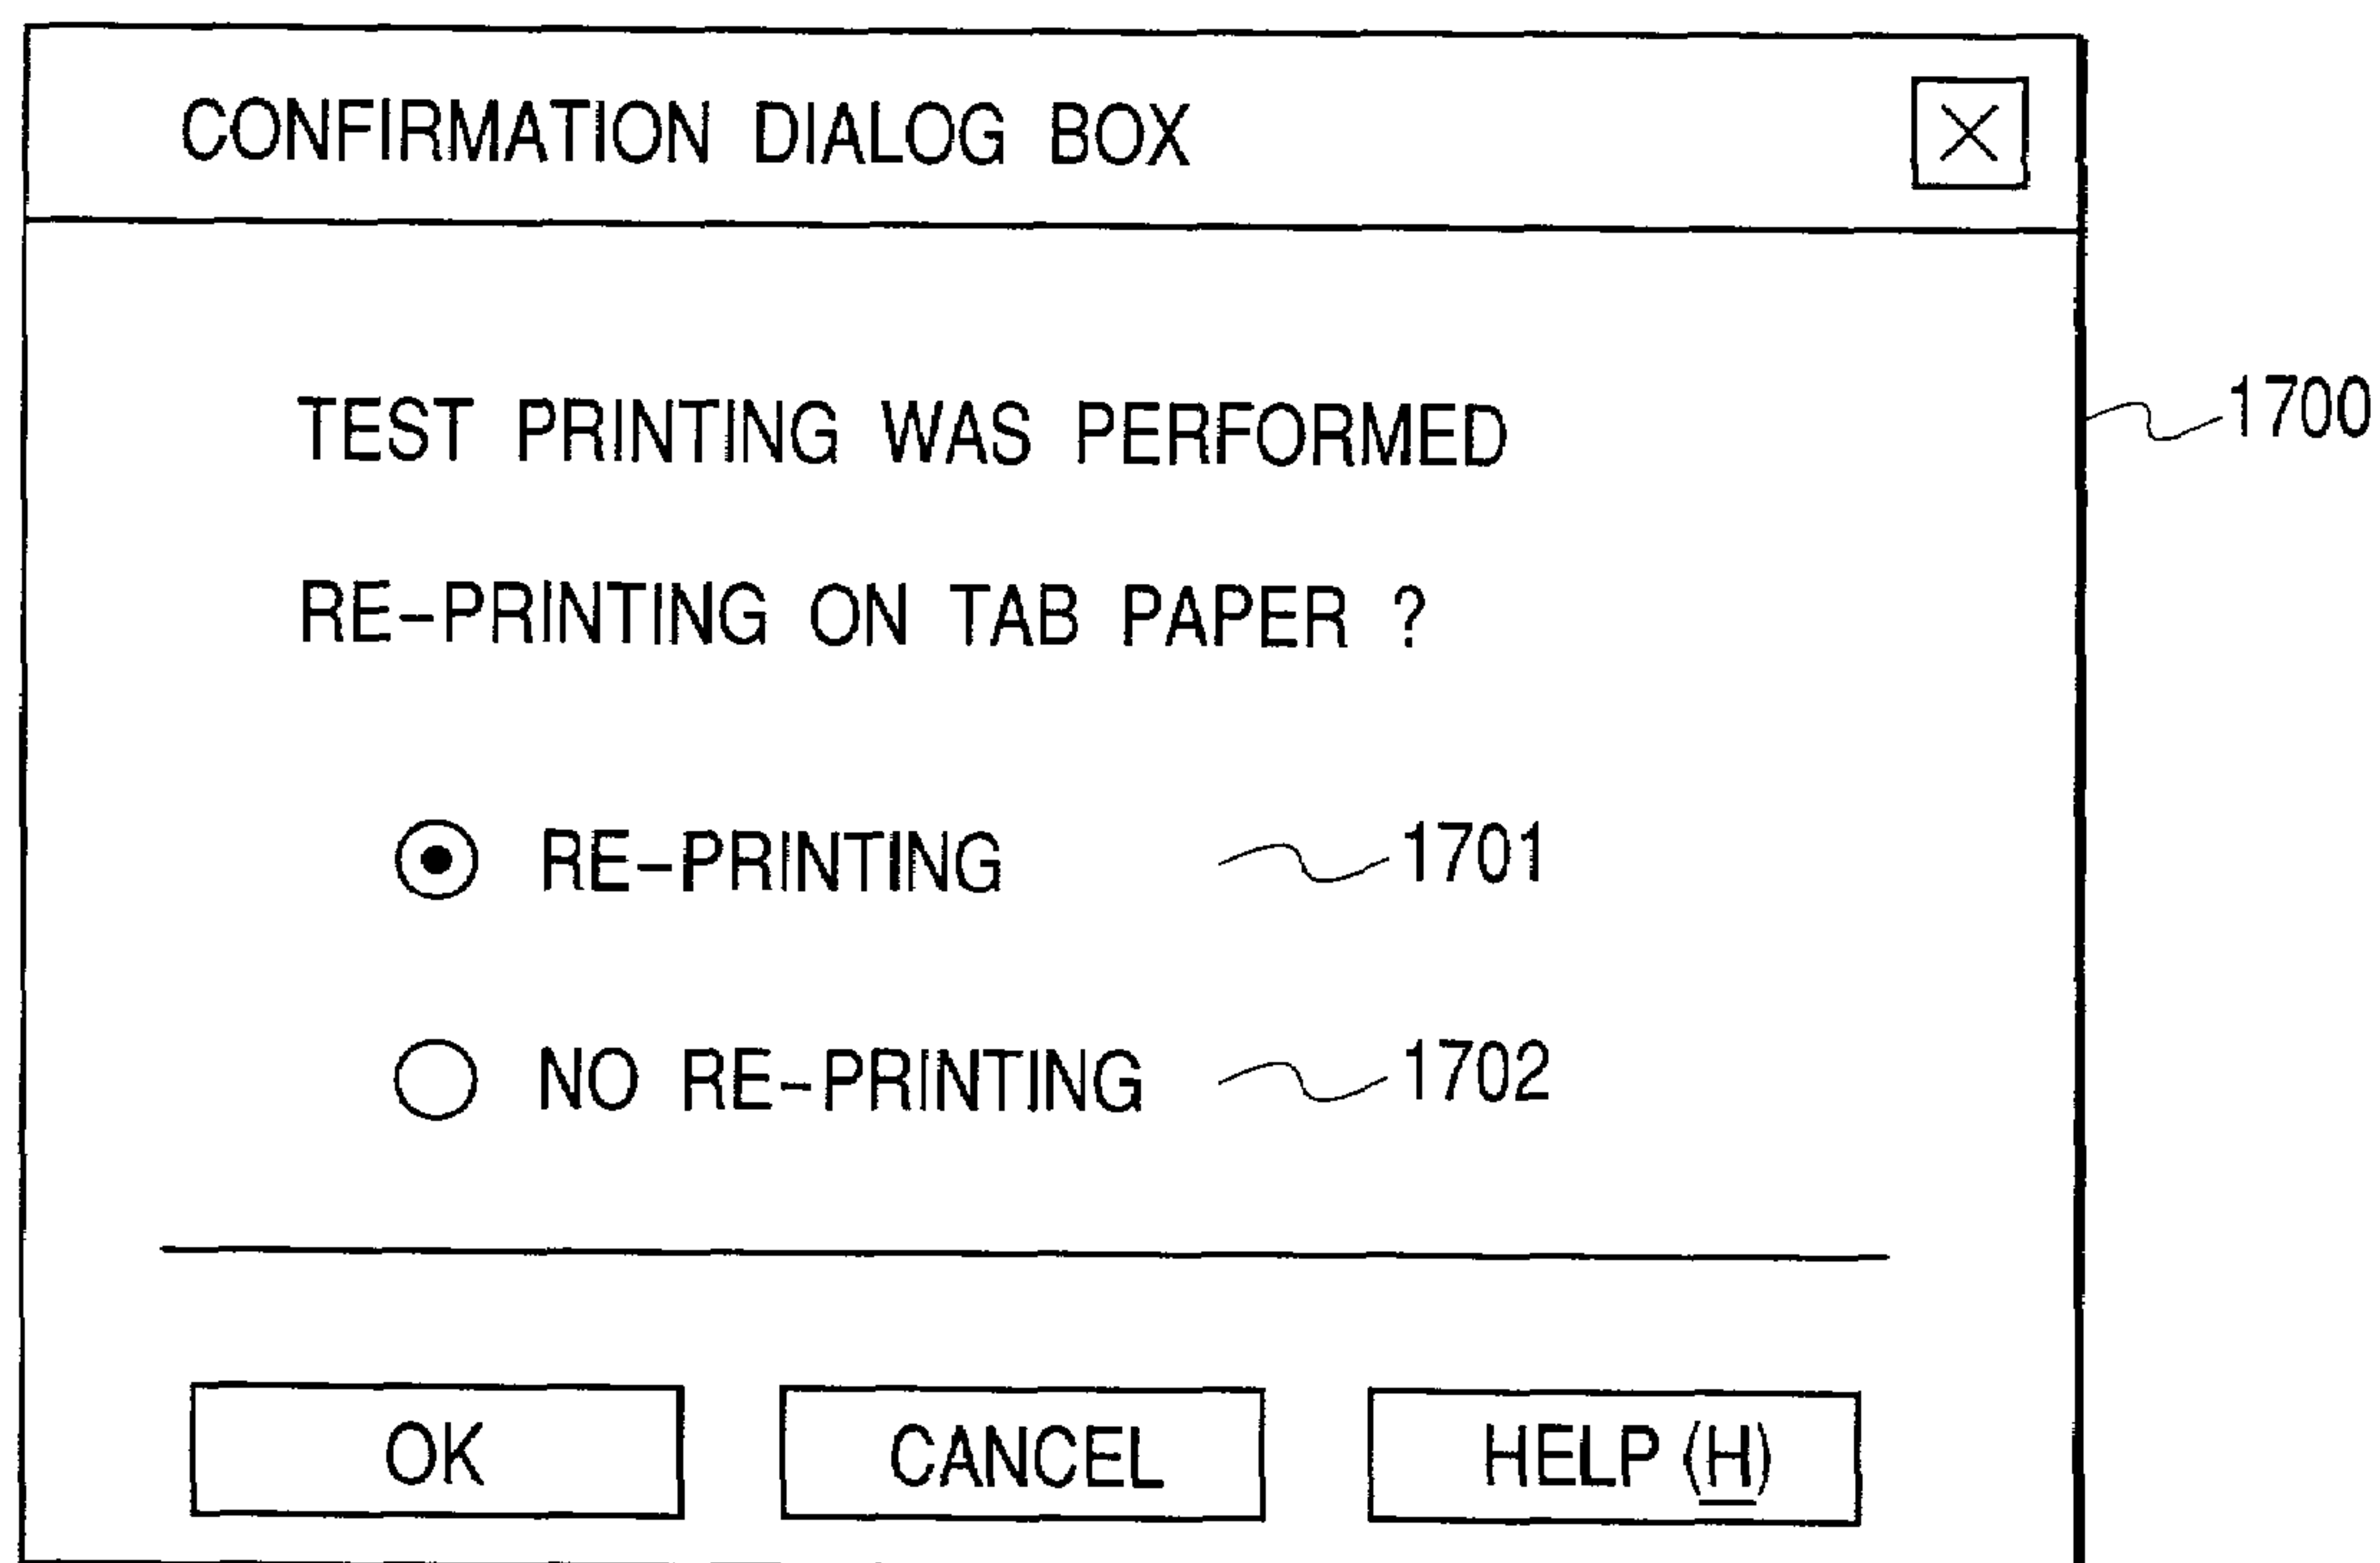 CONFIRMATION DIALOG BOX
TEST PRINTING WAS PERFORMED
1700
RE-PRINTING ON TAB PAPER ?
RE-PRINTING 1701
NO RE-PRINTING 1702
OK CANCEL HELP (H)